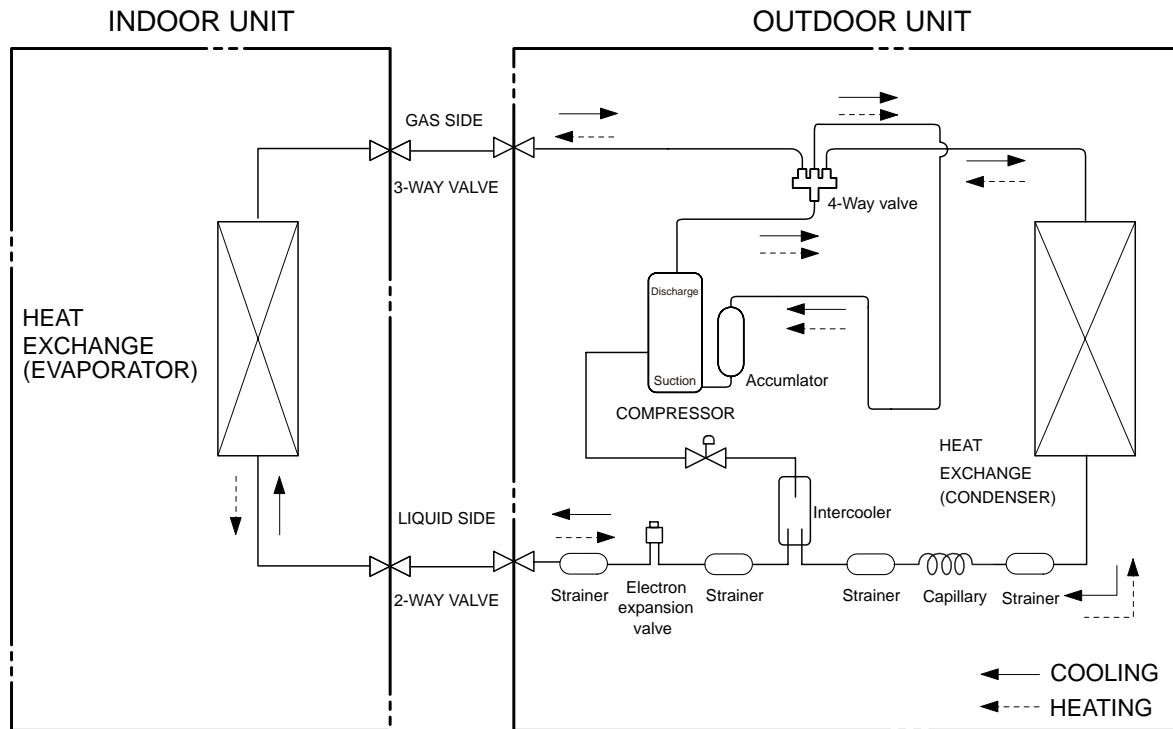 INDOOR UNIT
OUTDOOR UNIT
GAS SIDE
3-WAY VALVE
4-Way valve
Discharge
Suction
Accumlator
COMPRESSOR
HEAT
EXCHANGE
(EVAPORATOR)
HEAT
EXCHANGE
(CONDENSER)
Intercooler
LIQUID SIDE
2-WAY VALVE
Strainer
Electron
expansion
valve
Strainer
Strainer
Capillary
Strainer
COOLING
HEATING